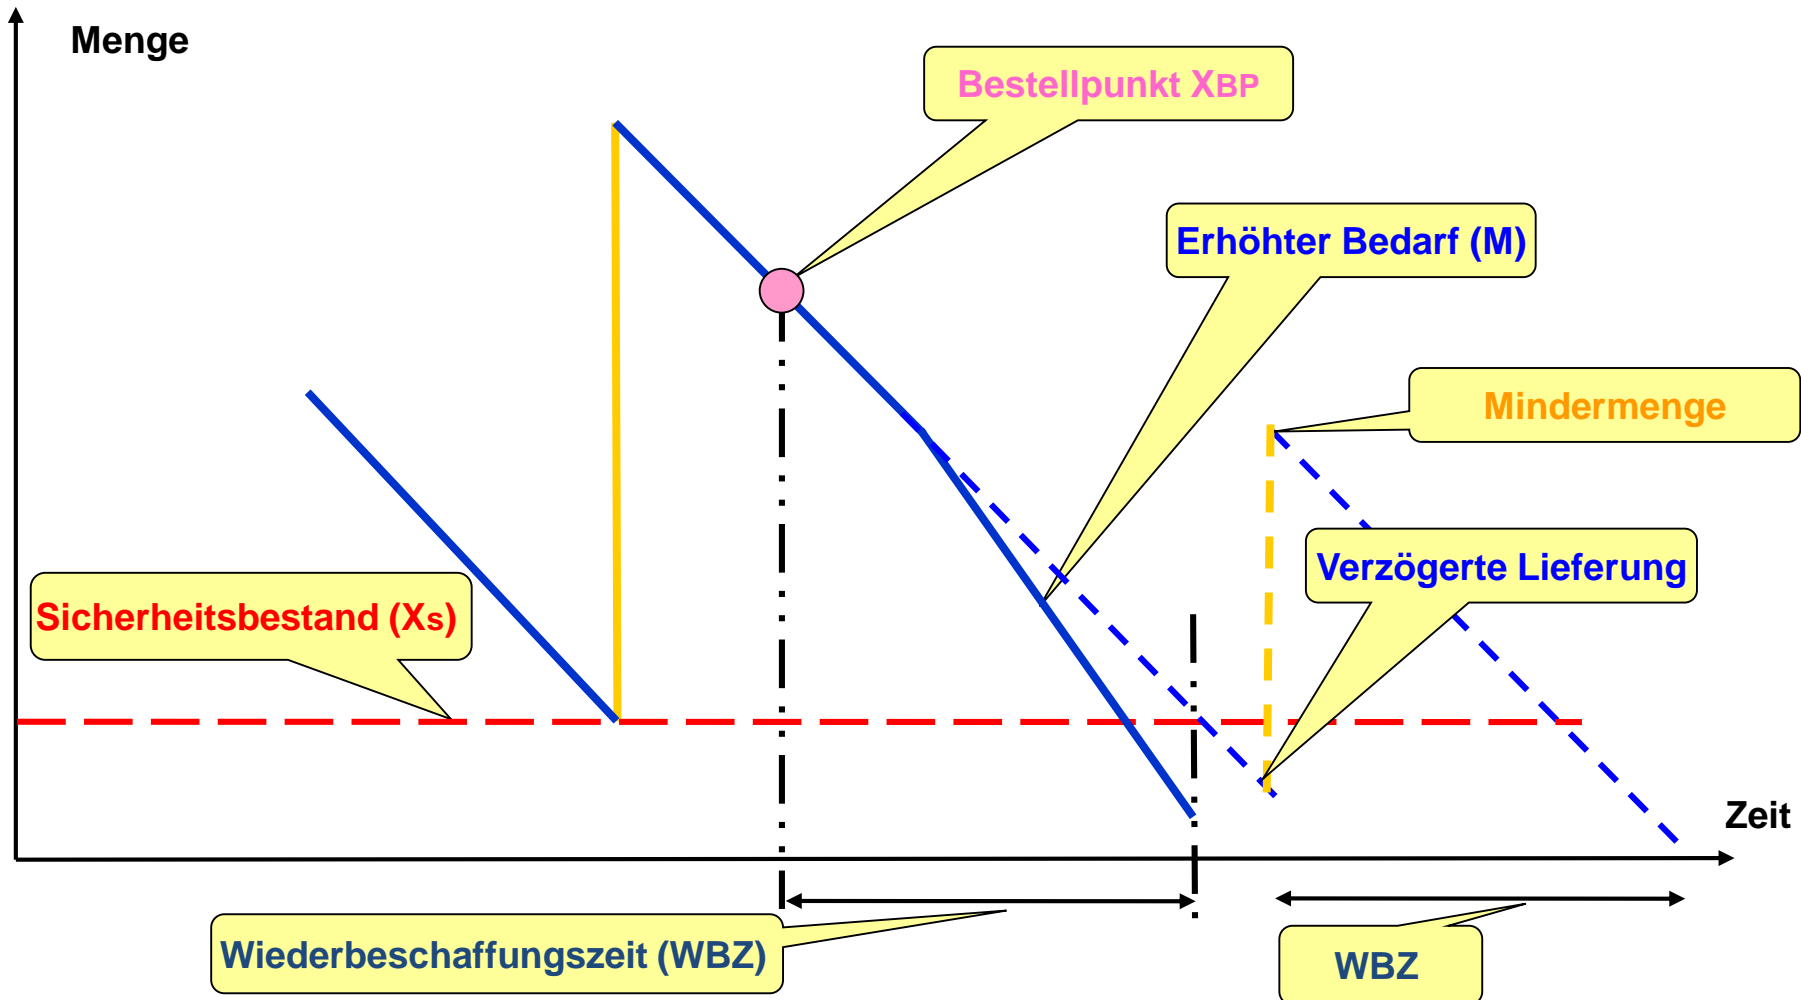 Menge
Bestellpunkt XBP
Erhöhter Bedarf (M)
Mindermenge
Verzögerte Lieferung
Sicherheitsbestand (Xs)
Zeit
Wiederbeschaffungszeit (WBZ)
WBZ